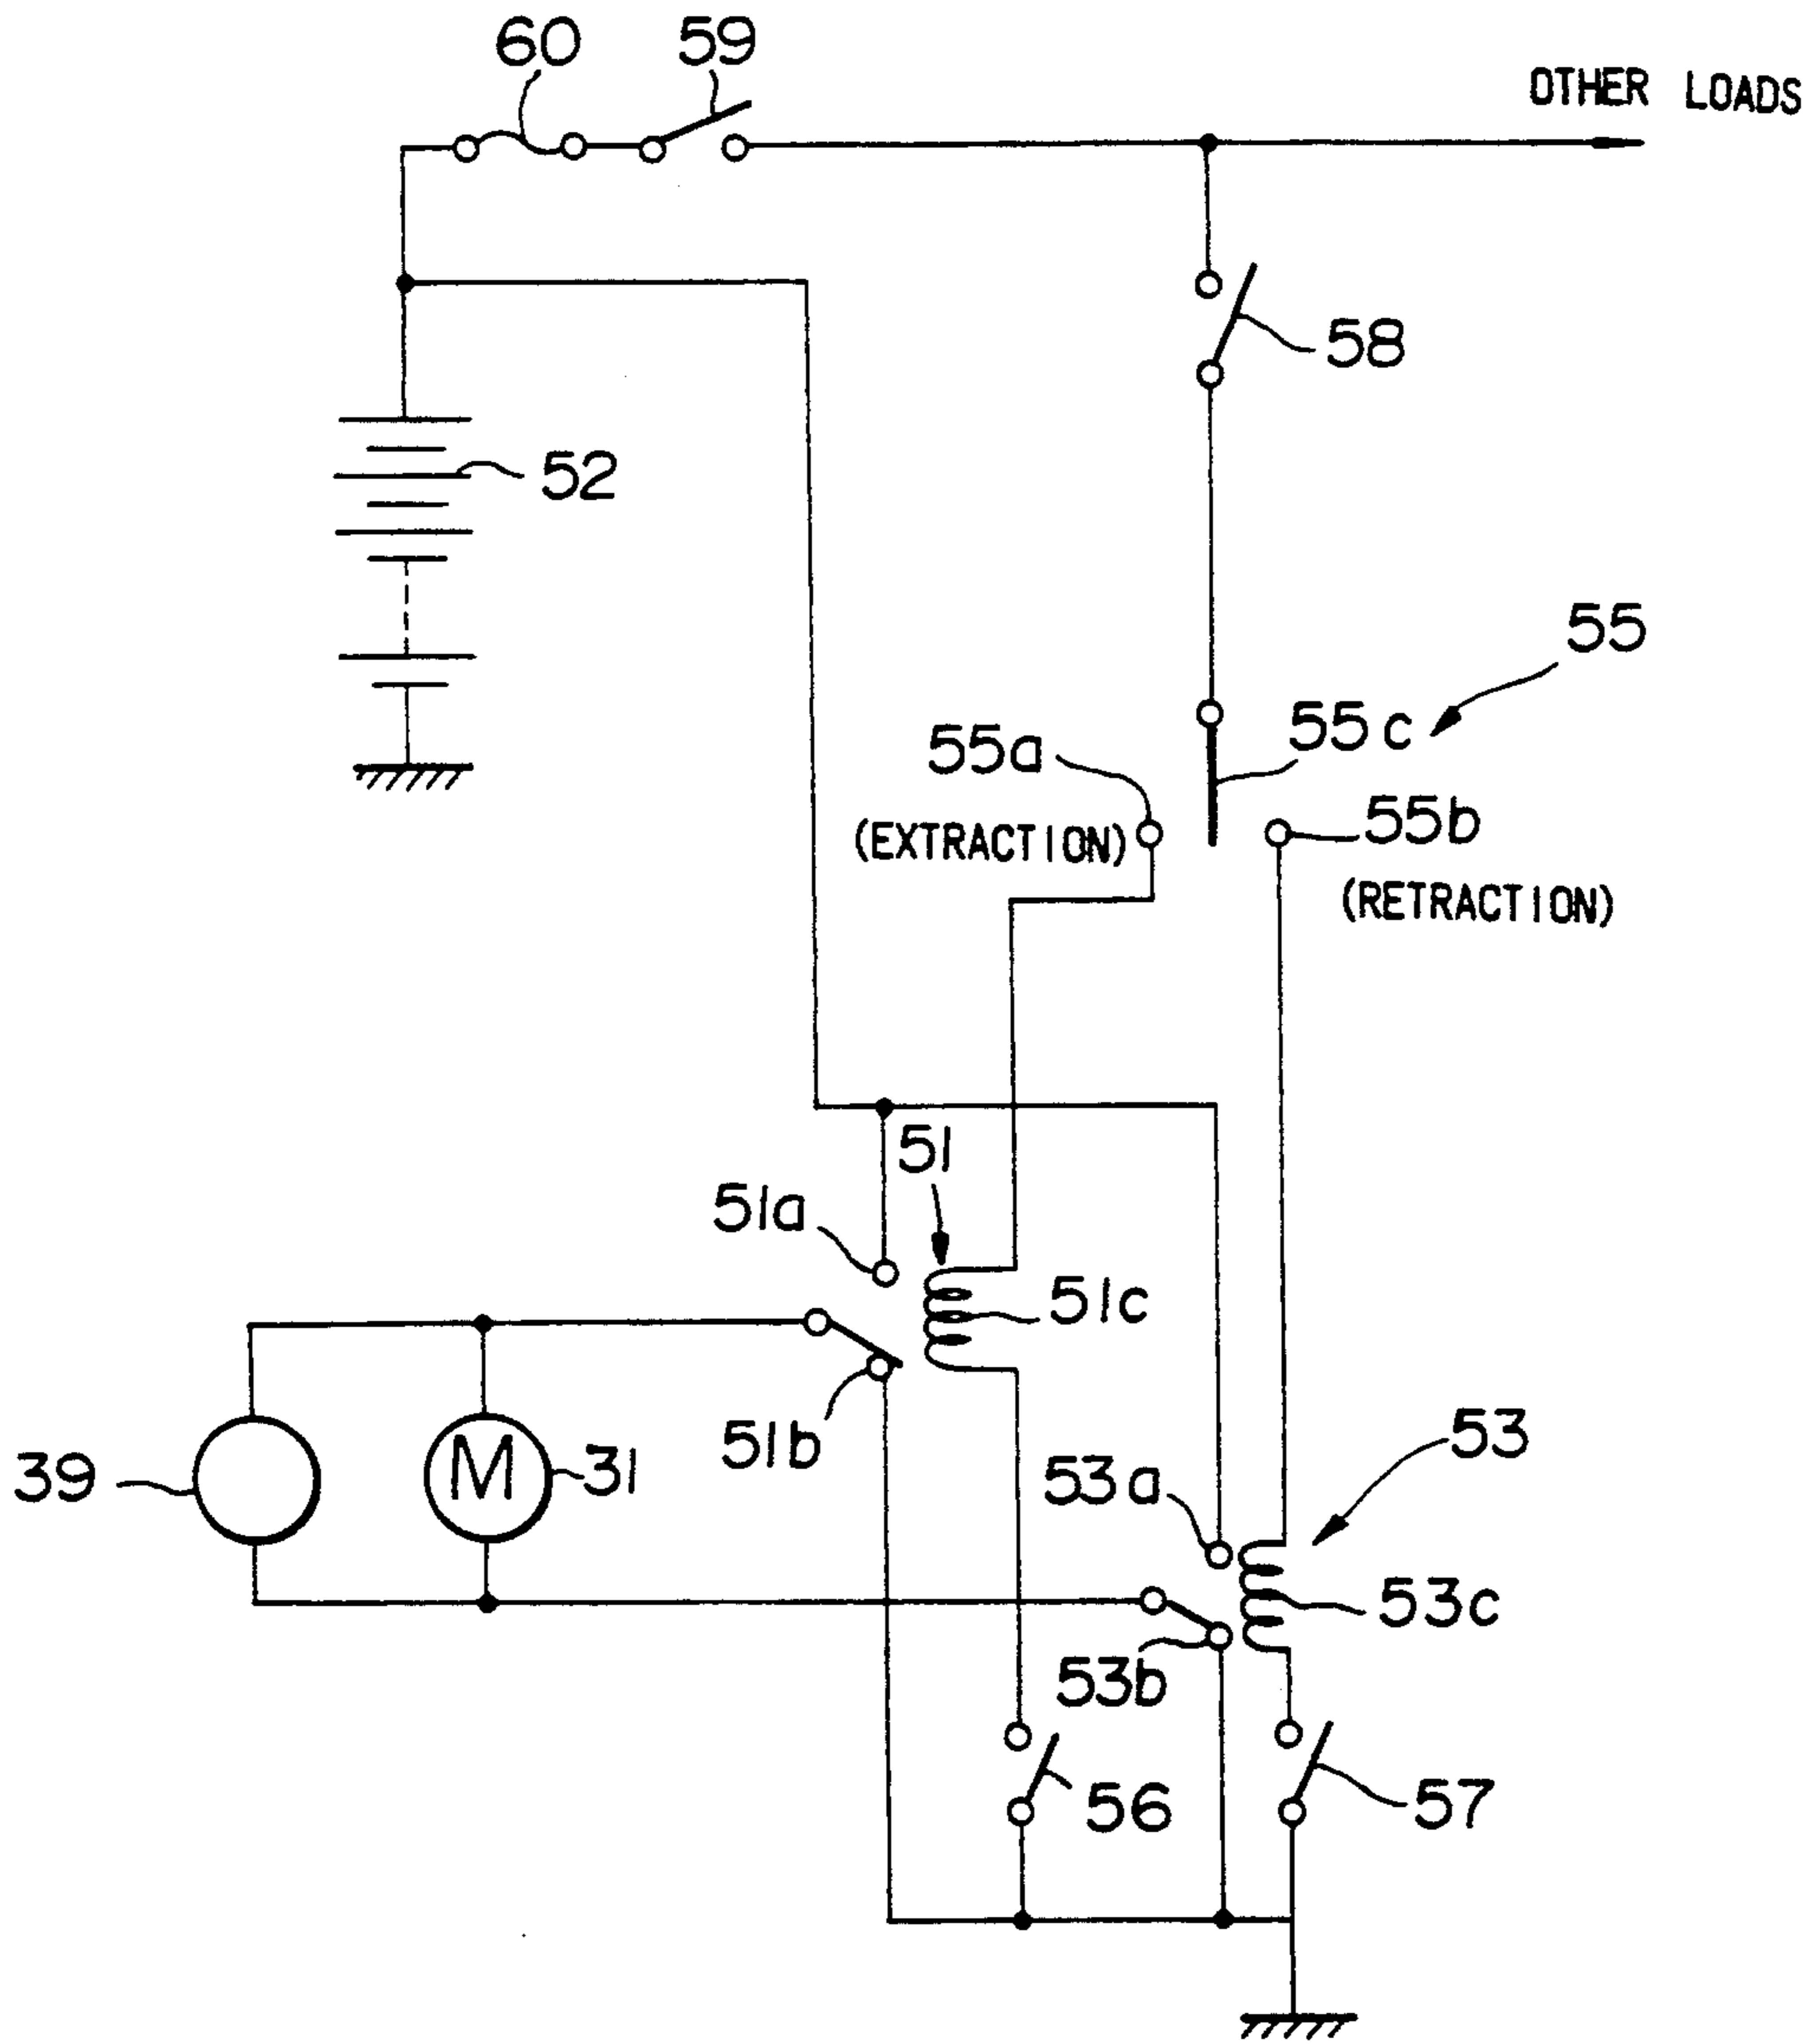 60
59
OTHER LOADS
58
52
55
55c
55a
55b
(EXTRACTION)
(RETRACTION)
51
51a
51c
51b
53
39
M
31
53a
53c
53b
56
57